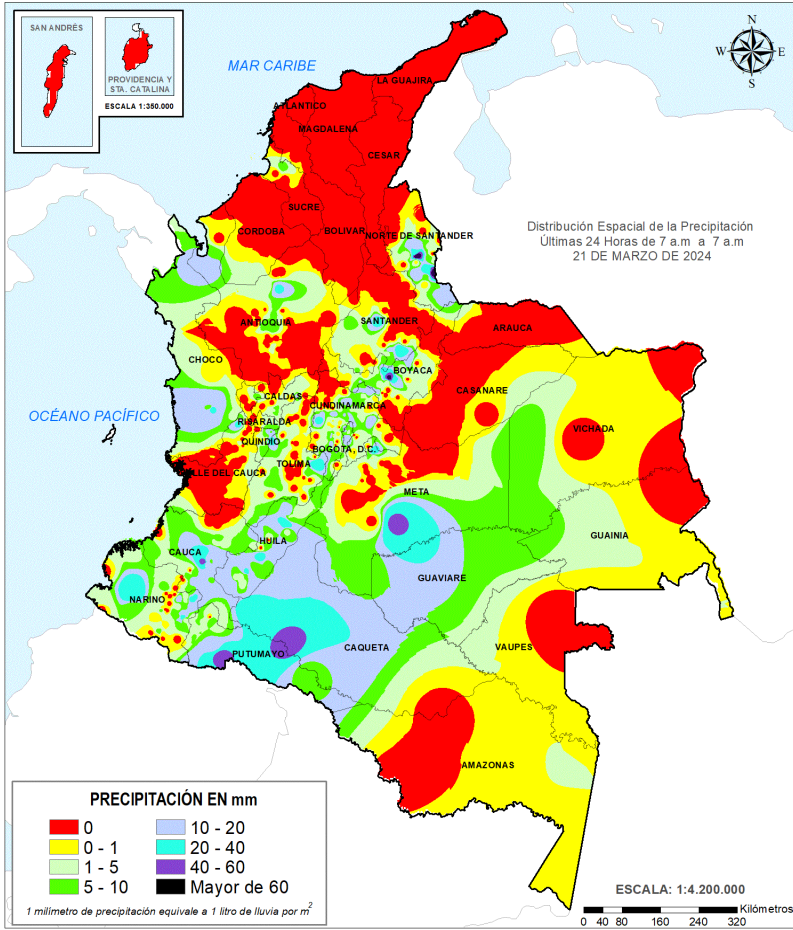 SAN ANDRÉS
PROVIDENCIA Y
STA. CATALINA
ESCALA 1:350.000
MAR CARIBE
N
W
E
S
LA GUAJIRA
ATLANTICO
MAGDALENA
CESAR
SUCRE
CORDOBA
BOLIVAR
NORTE DE SANTANDER
Distribución Espacial de la Precipitación
Últimas 24 Horas de 7 a.m a 7 a.m
21 DE MARZO DE 2024
ANTIOQUIA
SANTANDER
ARAUCA
CHOCO
BOYACA
CASANARE
CALDAS
CUNDINAMARCA
OCÉANO PACÍFICO
RISARALDA
VICHADA
QUINDIO
BOGOTA, D.C.
TOLIMA
VALLE DEL CAUCA
META
GUAINIA
HUILA
CAUCA
GUAVIARE
NARIÑO
CAQUETA
VAUPES
PUTUMAYO
AMAZONAS
PRECIPITACIÓN EN mm
0
10 - 20
0 - 1
20 - 40
1 - 5
40 - 60
5 - 10
Mayor de 60
1 milímetro de precipitación equivale a 1 litro de lluvia por m2
ESCALA: 1:4.200.000
Kilómetros
0 40 80 160 240 320